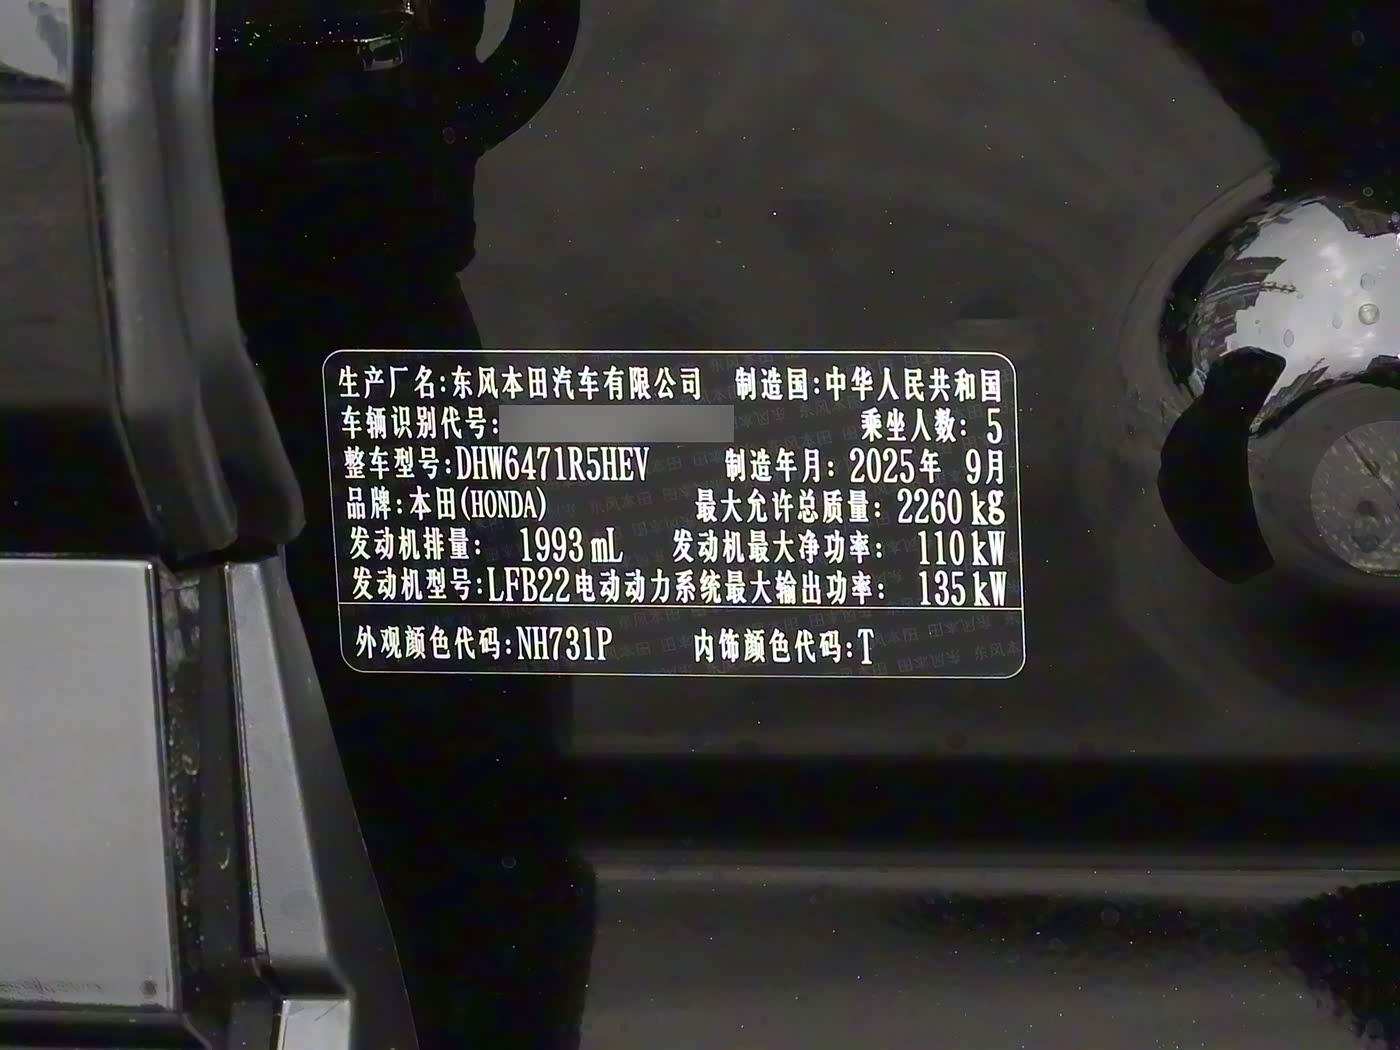 生产厂名:东风本田汽车有限公司 制造国:中华人民共和国
车辆识别代号: 乘坐人数: 5
整车型号:DHW6471R5HEV 制造年月: 2025年 9月
品牌:本田(HONDA) 最大允许总质量: 2260 kg
发动机排量: 1993 mL 发动机最大净功率: 110 kW
发动机型号:LFB22 电动动力系统最大输出功率: 135 kW
外观颜色代码:NH731P 内饰颜色代码:T